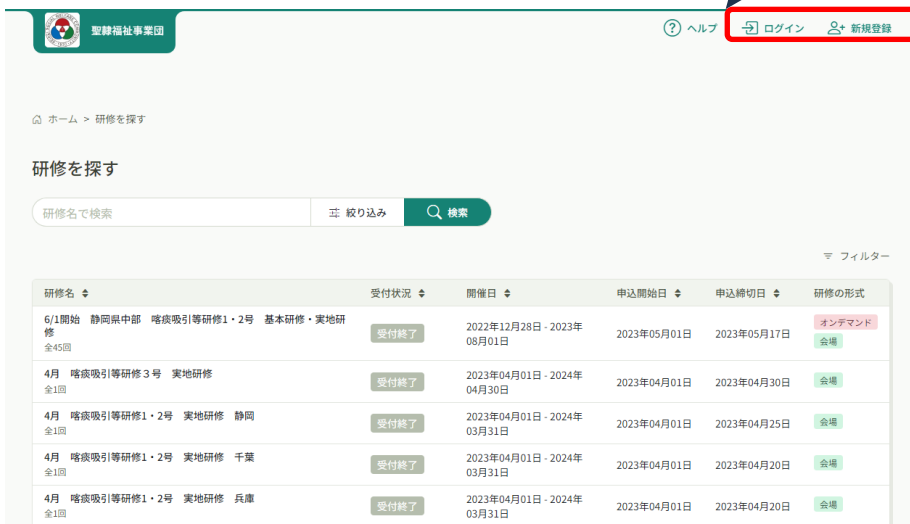 聖隷福祉事業団
ヘルプ
ログイン
新規登録
ホーム > 研修を探す
研修を探す
研修名で検索
絞り込み
検索
フィルター
研修名 受付状況 開催日 申込開始日 申込締切日 研修の形式
6/1開始 静岡県中部 喀痰吸引等研修1・2号 基本研修・実地研
修
全45回
受付終了
2022年12月28日 - 2023年
08月01日
2023年05月01日
2023年05月17日
オンデマンド
会場
4月 喀痰吸引等研修３号 実地研修
全1回
受付終了
2023年04月01日 - 2024年
04月30日
2023年04月01日
2023年04月30日
会場
4月 喀痰吸引等研修1・2号 実地研修 静岡
全1回
受付終了
2023年04月01日 - 2024年
03月31日
2023年04月01日
2023年04月25日
会場
4月 喀痰吸引等研修1・2号 実地研修 千葉
全1回
受付終了
2023年04月01日 - 2024年
03月31日
2023年04月01日
2023年04月20日
会場
4月 喀痰吸引等研修1・2号 実地研修 兵庫
全1回
受付終了
2023年04月01日 - 2024年
03月31日
2023年04月01日
2023年04月20日
会場